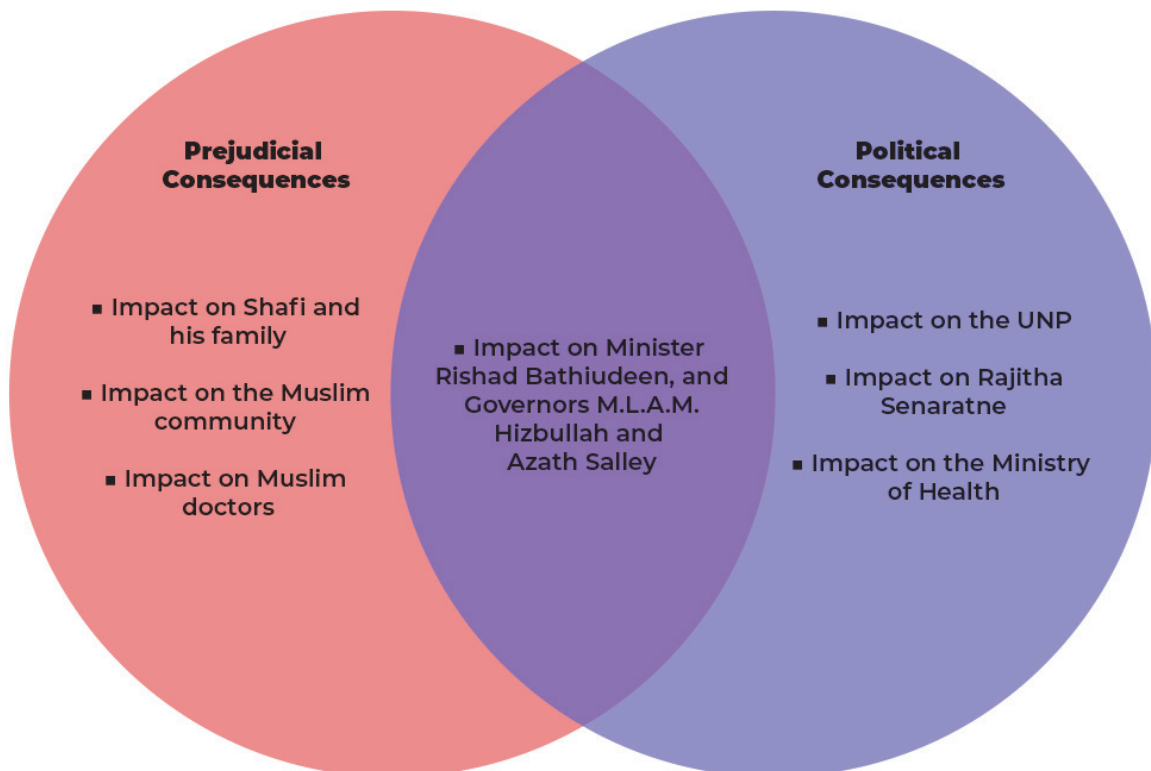 Prejudicial
Consequences
▪ Impact on Shafi and
his family
▪ Impact on the Muslim
community
▪ Impact on Muslim
doctors
▪ Impact on Minister
Rishad Bathiudeen, and
Governors M.L.A.M.
Hizbullah and
Azath Salley
Political
Consequences
▪ Impact on the UNP
▪ Impact on Rajitha
Senaratne
▪ Impact on the Ministry
of Health